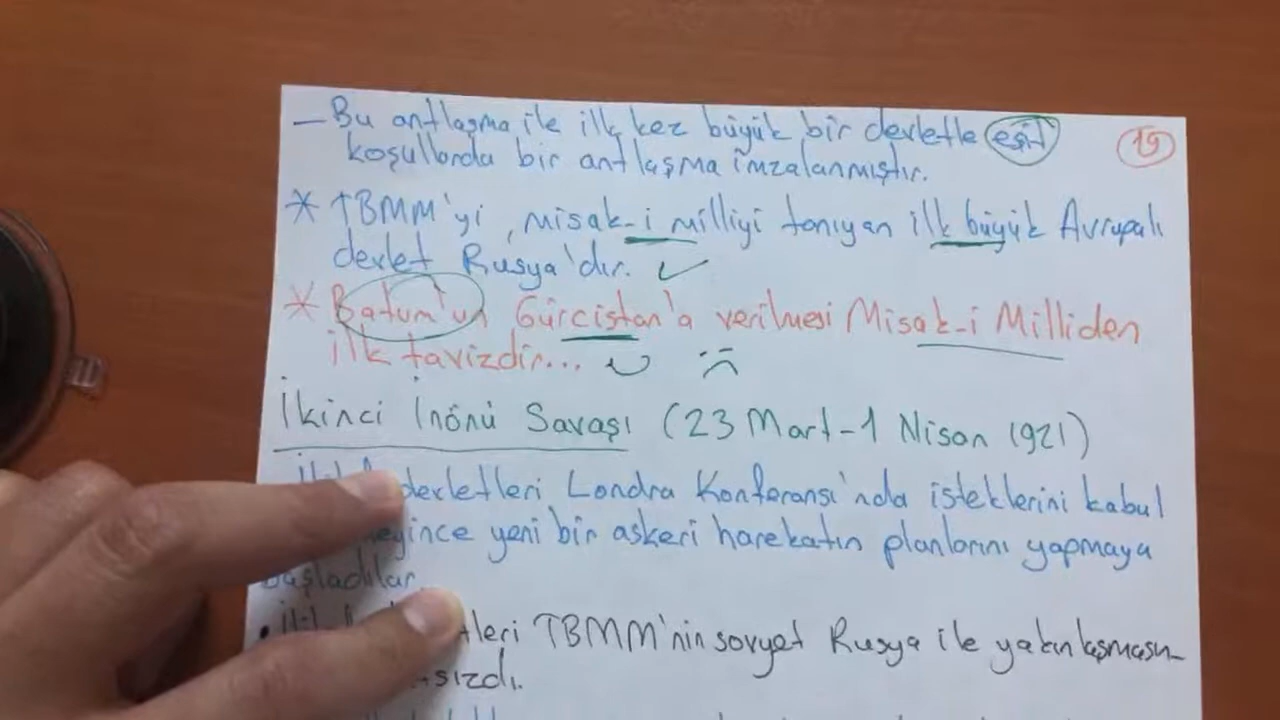 - Bu antlaşma ile ilk kez büyük bir devletle eşit
19
koşullarda bir antlaşma imzalanmıştır.
* TBMM'yi, misak-i milliyi tanıyan ilk büyük Avrupalı
devlet Rusya'dır.
* Batum'un Gürcistan'a verilmesi Misak-i Milliden
ilk tavizdir...
İkinci İnönü Savaşı (23 Mart-1 Nisan 1921)
devletleri Londra Konferansı'nda isteklerini kabul
yeni bir askeri harekatın planlarını yapmaya
başladılar.
• TBMM'nin sovyet Rusya ile yakınlaşmasın-